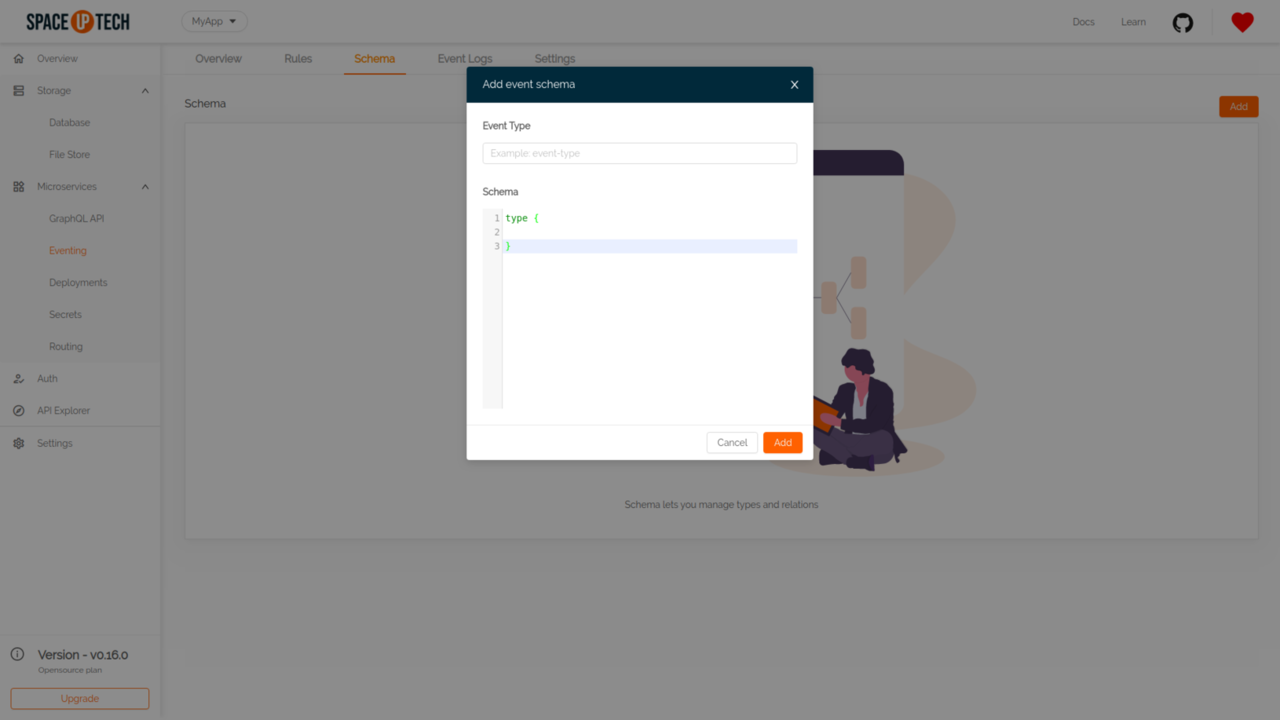 SPACE UP TECH
MyApp
Docs
Learn
Overview
Storage
Database
File Store
Microservices
GraphQL API
Eventing
Deployments
Secrets
Routing
Auth
API Explorer
Settings
Version - v0.16.0
Opensource plan
Upgrade
Overview
Rules
Schema
Event Logs
Settings
Schema
Add
Add event schema
X
Event Type
Example: event-type
Schema
1 type {
2
3 }
Cancel
Add
Schema lets you manage types and relations